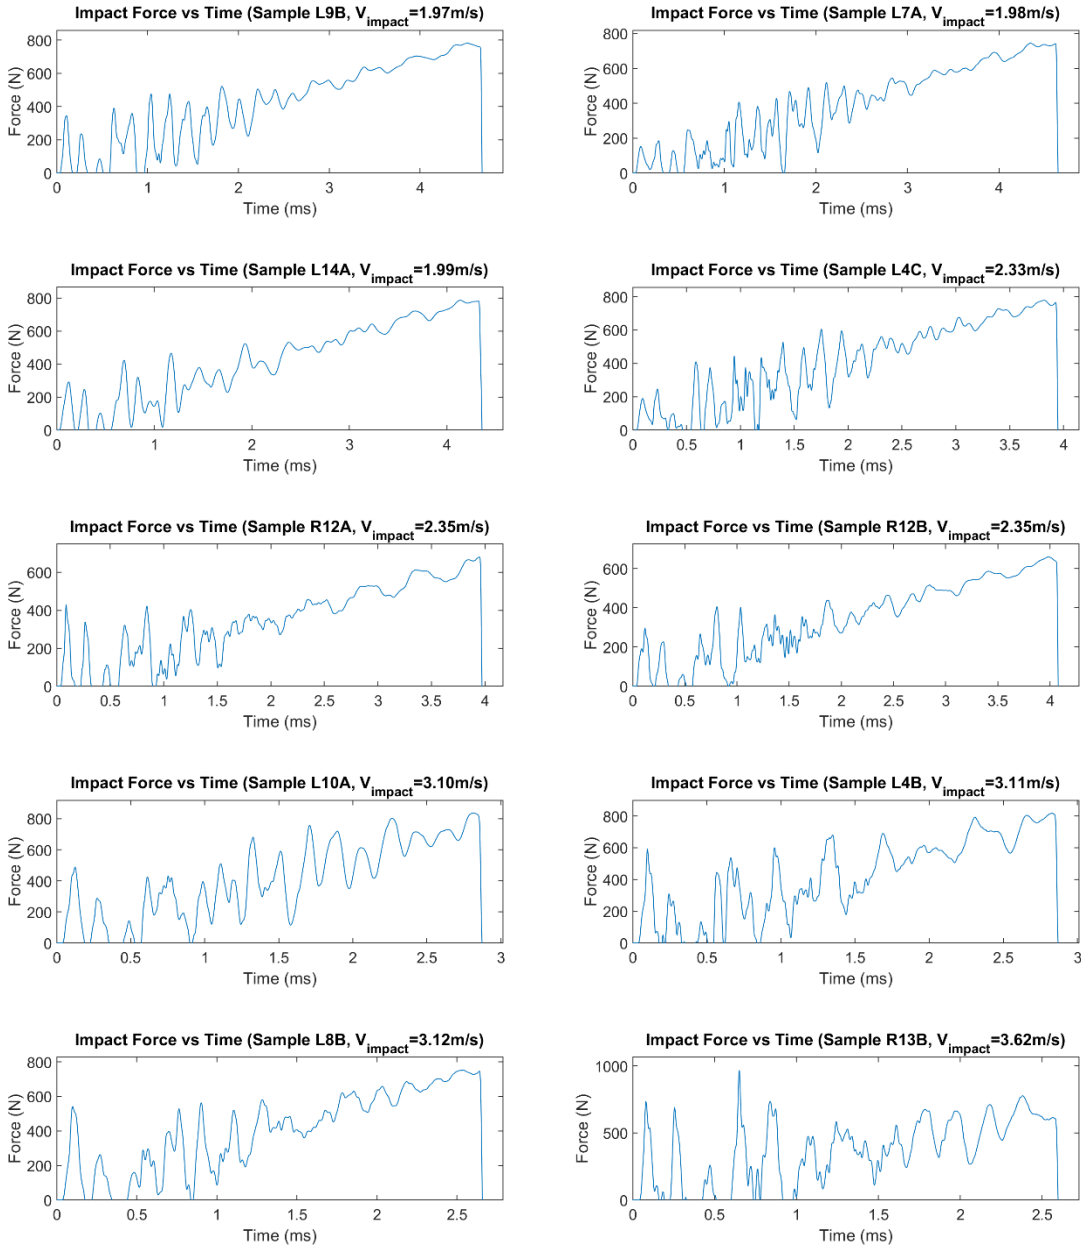 Impact Force vs Time (Sample L9B, V_impact=1.97m/s)
Force (N)
800
600
400
200
0
0 1 2 3 4
Time (ms)
Impact Force vs Time (Sample L7A, V_impact=1.98m/s)
Force (N)
800
600
400
200
0
0 1 2 3 4
Time (ms)
Impact Force vs Time (Sample L14A, V_impact=1.99m/s)
Force (N)
800
600
400
200
0
0 1 2 3 4
Time (ms)
Impact Force vs Time (Sample L4C, V_impact=2.33m/s)
Force (N)
800
600
400
200
0
0 0.5 1 1.5 2 2.5 3 3.5 4
Time (ms)
Impact Force vs Time (Sample R12A, V_impact=2.35m/s)
Force (N)
600
400
200
0
0 0.5 1 1.5 2 2.5 3 3.5 4
Time (ms)
Impact Force vs Time (Sample R12B, V_impact=2.35m/s)
Force (N)
600
400
200
0
0 0.5 1 1.5 2 2.5 3 3.5 4
Time (ms)
Impact Force vs Time (Sample L10A, V_impact=3.10m/s)
Force (N)
800
600
400
200
0
0 0.5 1 1.5 2 2.5 3
Time (ms)
Impact Force vs Time (Sample L4B, V_impact=3.11m/s)
Force (N)
800
600
400
200
0
0 0.5 1 1.5 2 2.5 3
Time (ms)
Impact Force vs Time (Sample L8B, V_impact=3.12m/s)
Force (N)
800
600
400
200
0
0 0.5 1 1.5 2 2.5
Time (ms)
Impact Force vs Time (Sample R13B, V_impact=3.62m/s)
Force (N)
1000
500
0
0 0.5 1 1.5 2 2.5
Time (ms)